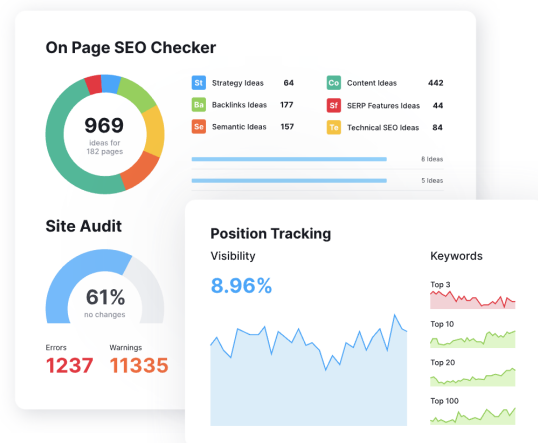 On Page SEO Checker
969
ideas for
182 pages
St Strategy Ideas 64
Co Content Ideas 442
Ba Backlinks Ideas 177
Sf SERP Features Ideas 44
Se Semantic Ideas 157
Te Technical SEO Ideas 84
6 Ideas
5 Ideas
Site Audit
61%
no changes
Errors
1237
Warnings
11335
Position Tracking
Visibility
8.96%
Keywords
Top 3
Top 10
Top 20
Top 100